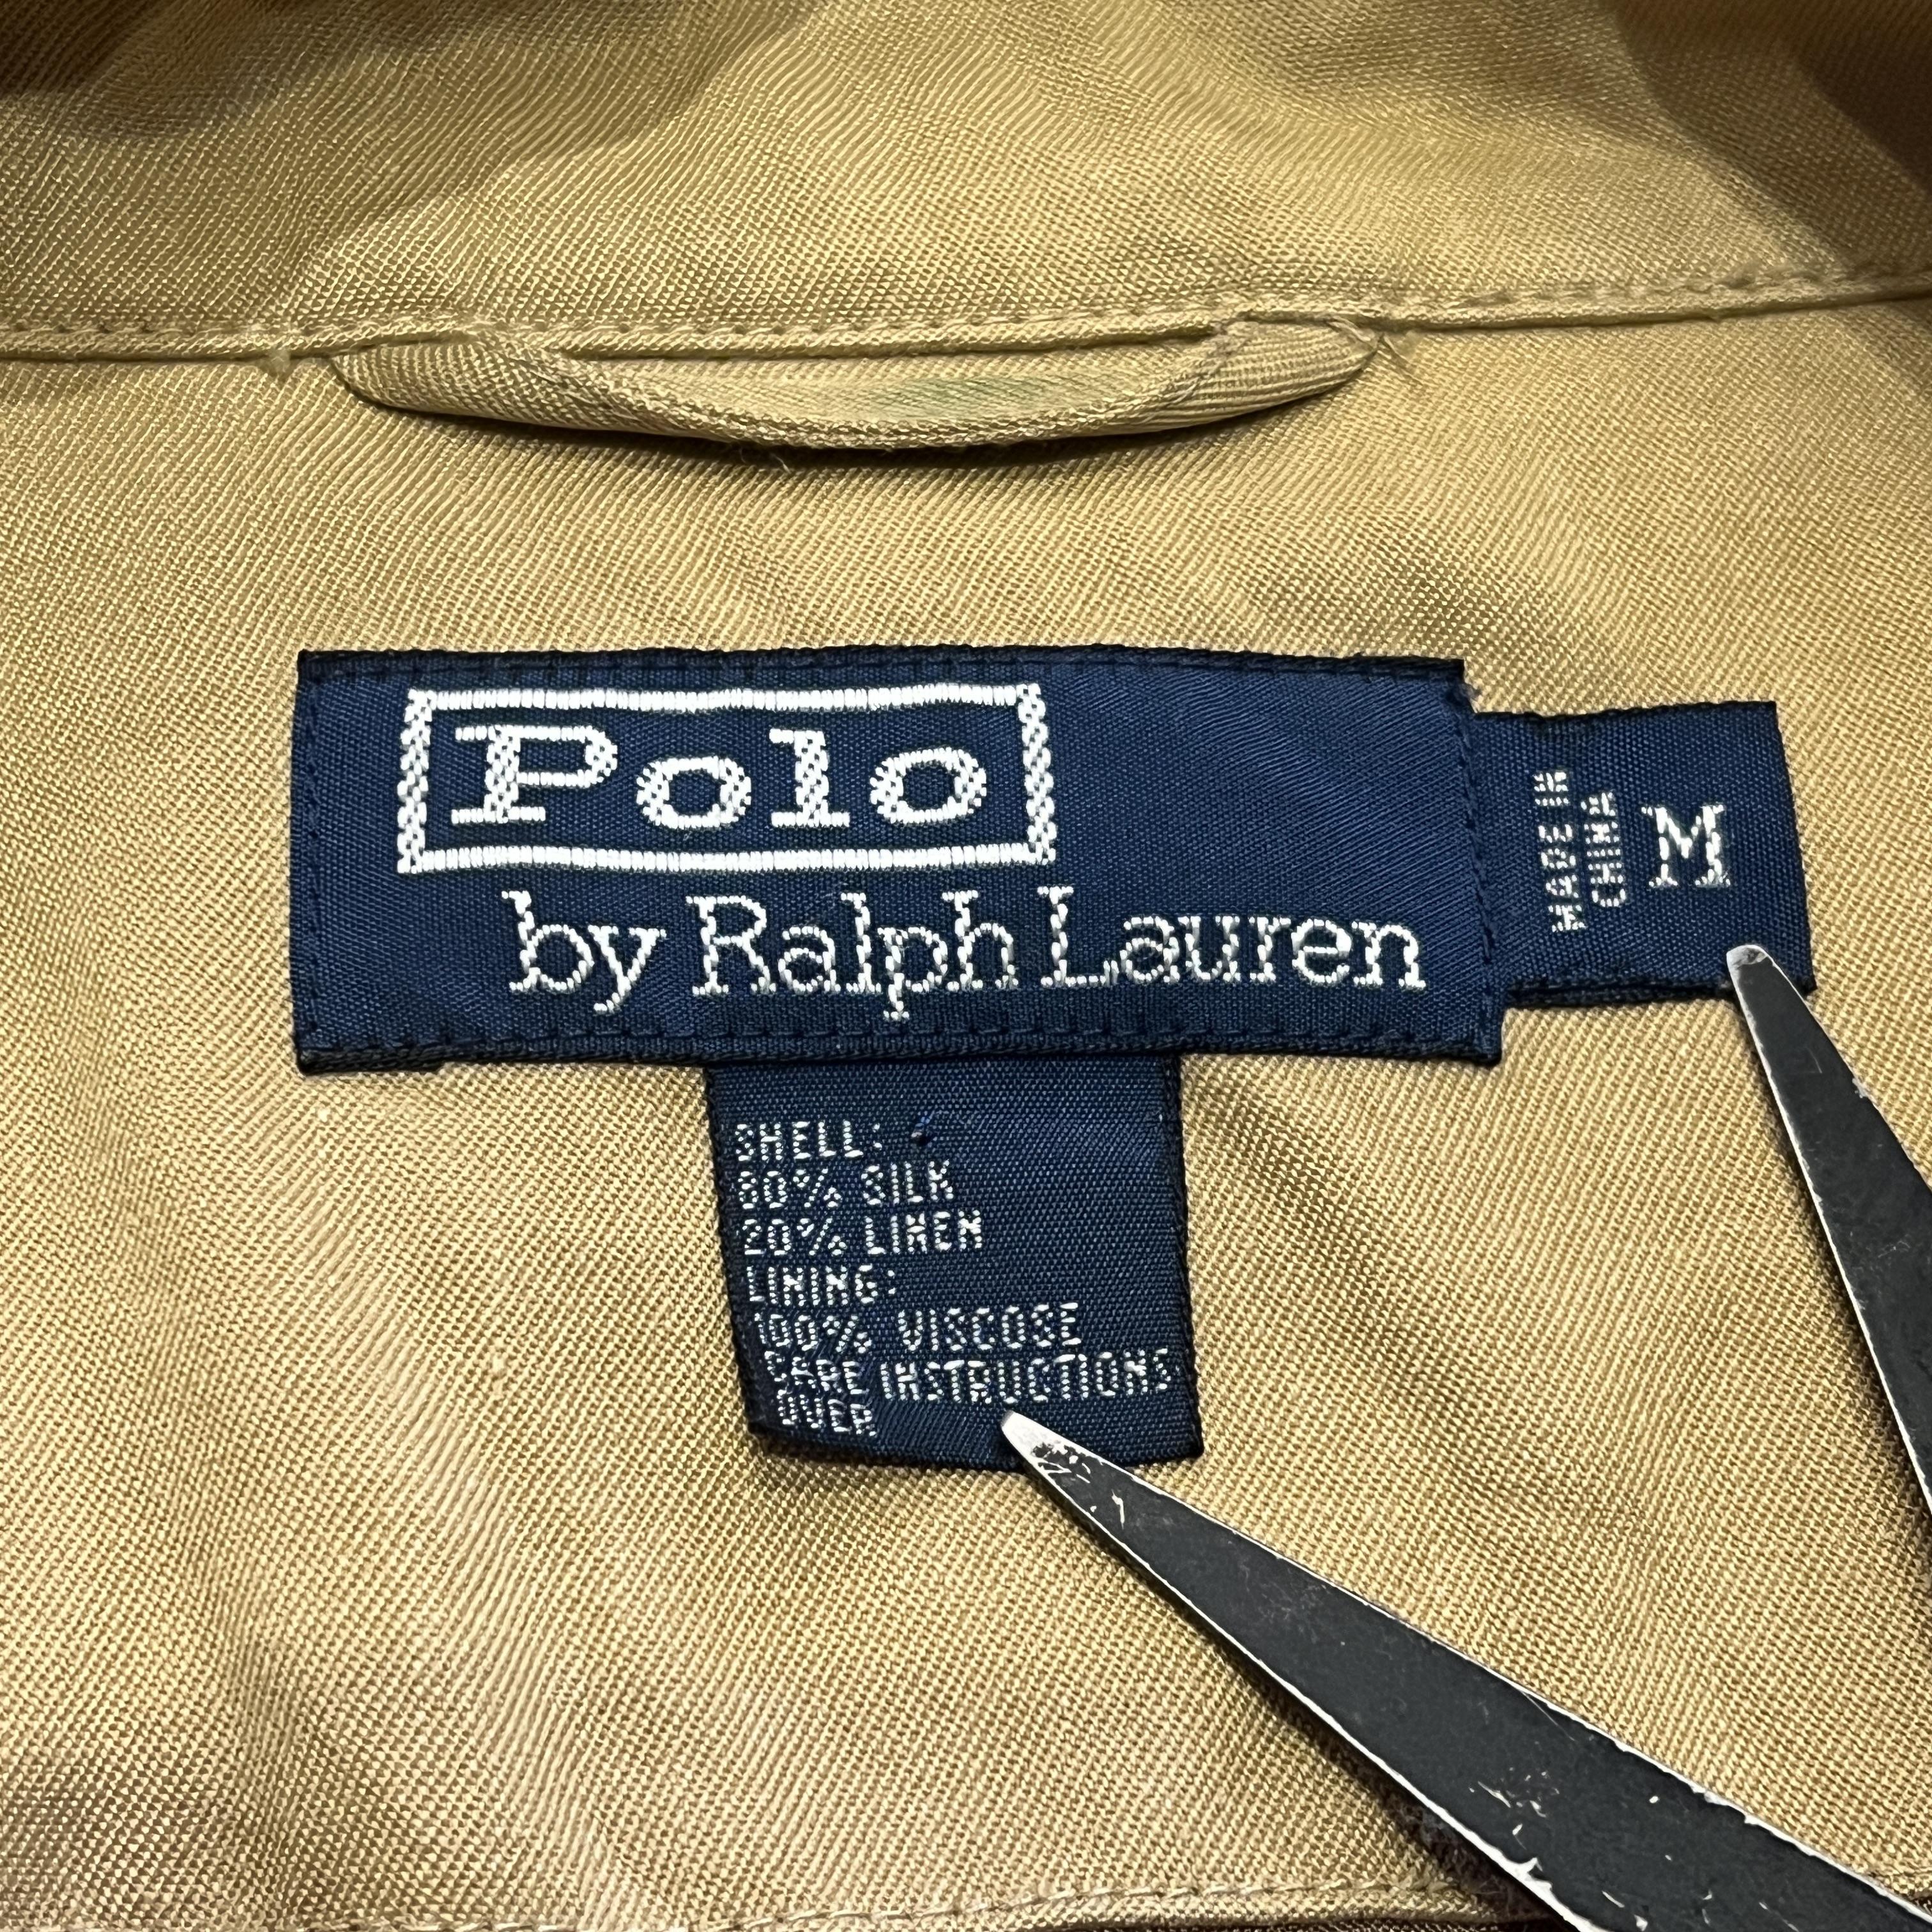 Polo
by Ralph Lauren
MADE IN
CHINA
M
SHELL:
80% SILK
20% LINEN
LINING:
100% VISCOSE
CARE INSTRUCTIONS
OVER